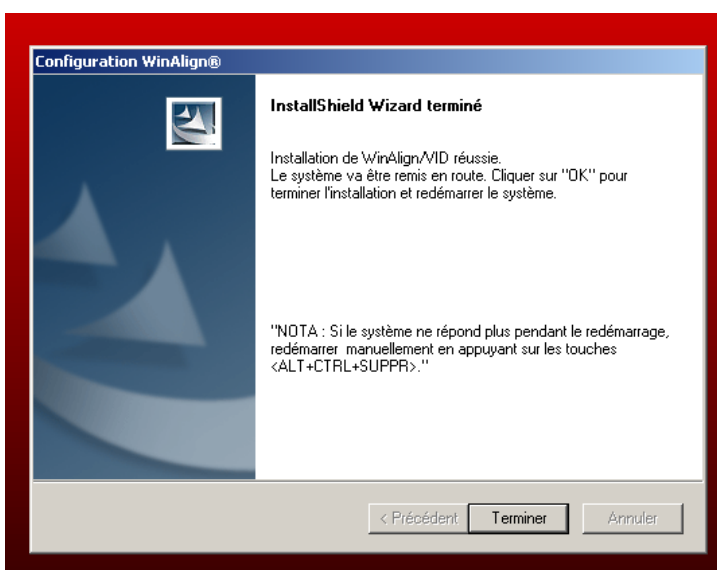 Configuration WinAlign®
InstallShield Wizard terminé
Installation de WinAlign/VID réussie.
Le système va être remis en route. Cliquer sur "OK" pour
terminer l'installation et redémarrer le système.
"NOTA : Si le système ne répond plus pendant le redémarrage,
redémarrer  manuellement en appuyant sur les touches
<ALT+CTRL+SUPPR>."
< Précédent
Terminer
Annuler